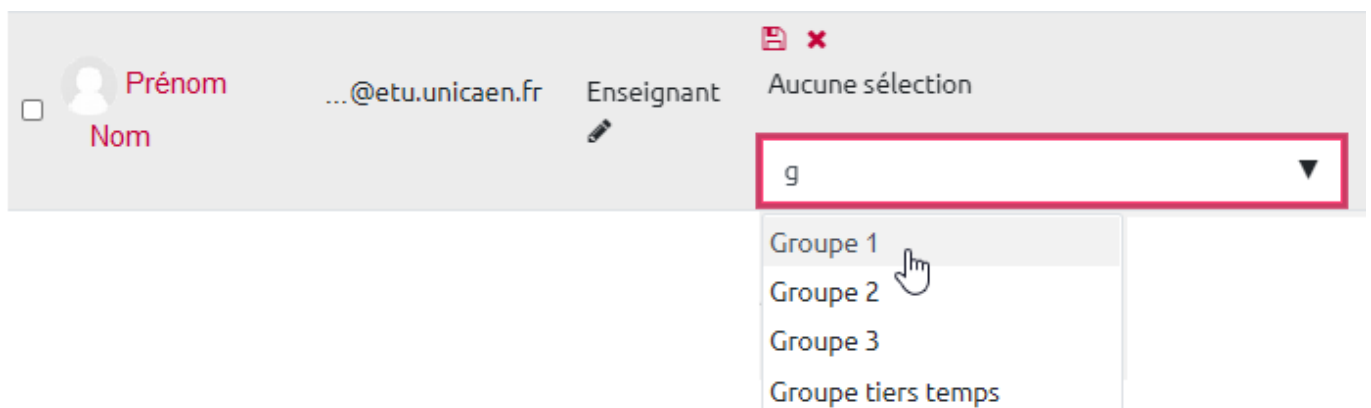 Prénom
Nom
...@etu.unicaen.fr
Enseignant
Aucune sélection
g
Groupe 1
Groupe 2
Groupe 3
Groupe tiers temps